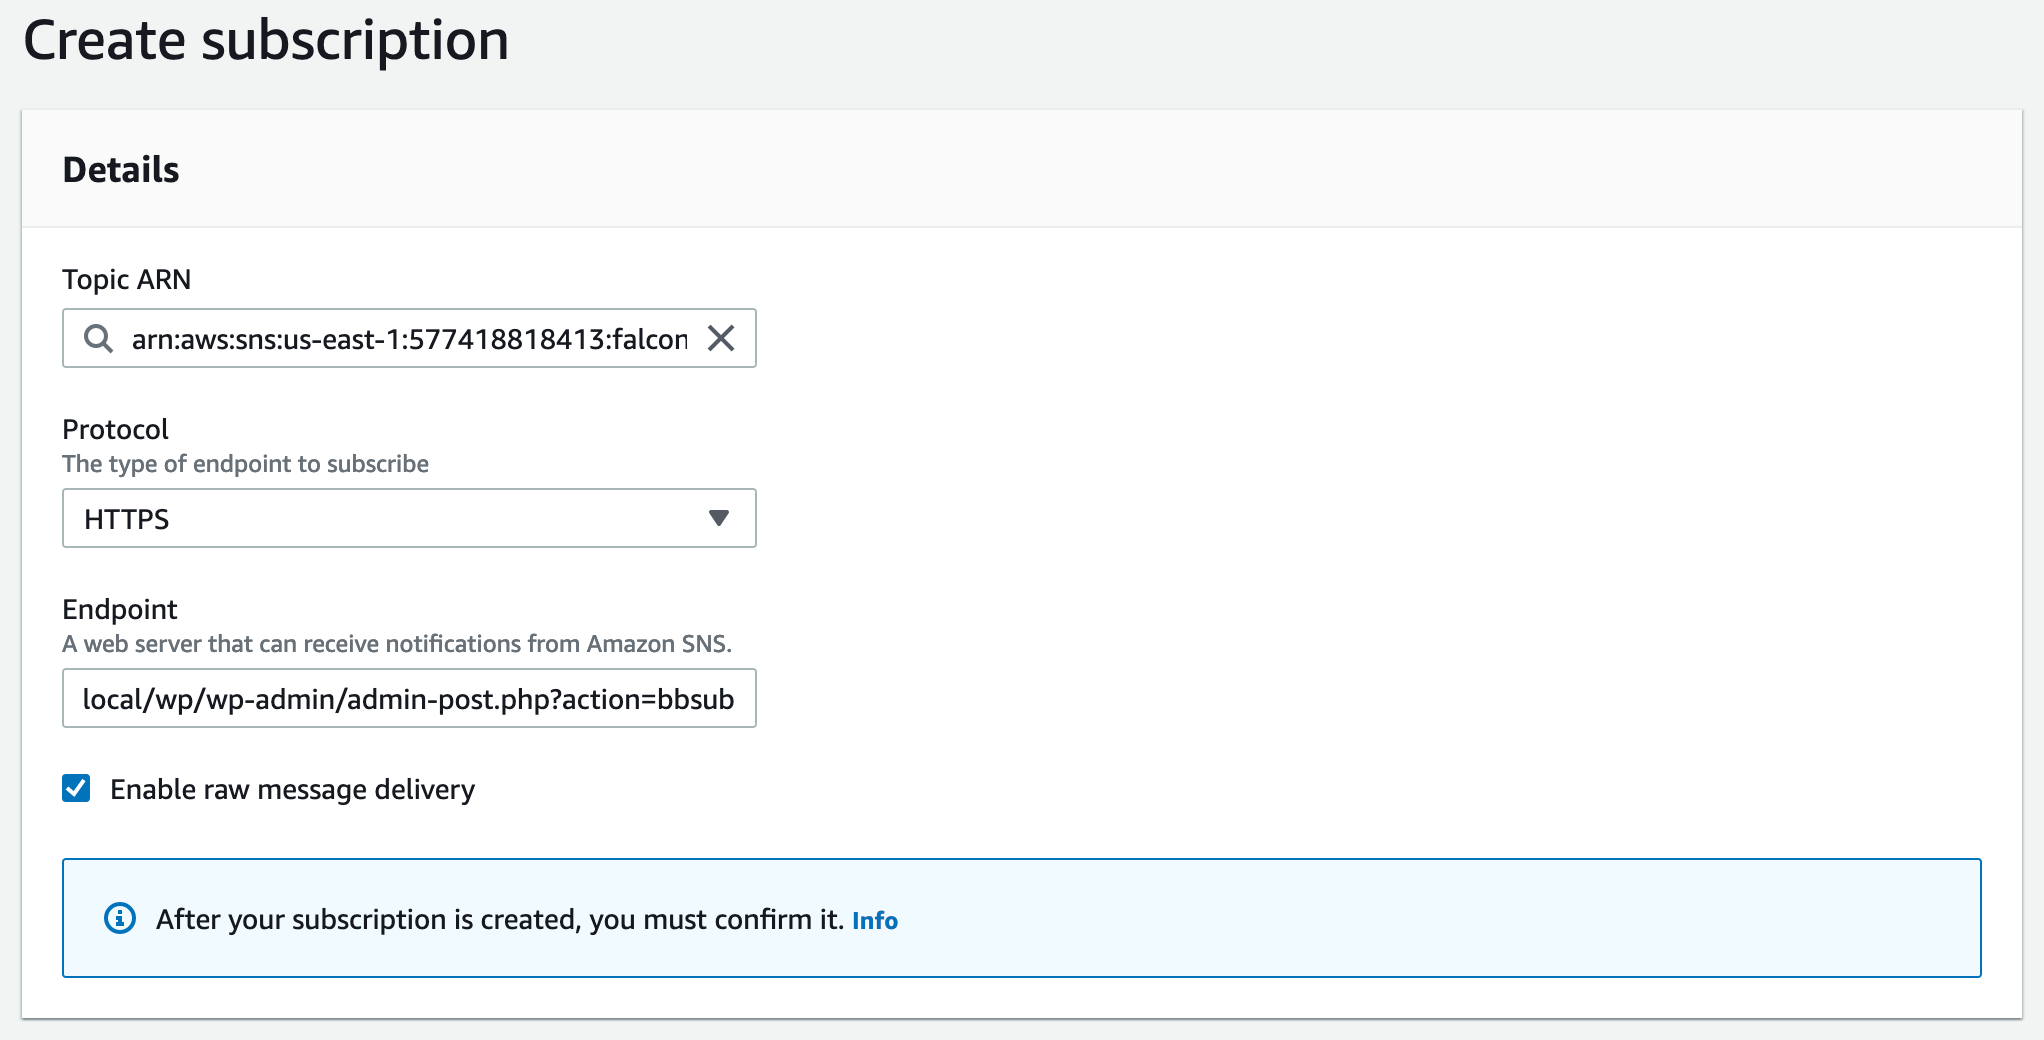 Create subscription
Details
Topic ARN
arn:aws:sns:us-east-1:577418818413:falcon
Protocol
The type of endpoint to subscribe
HTTPS
Endpoint
A web server that can receive notifications from Amazon SNS.
local/wp/wp-admin/admin-post.php?action=bbsub
Enable raw message delivery
After your subscription is created, you must confirm it. Info